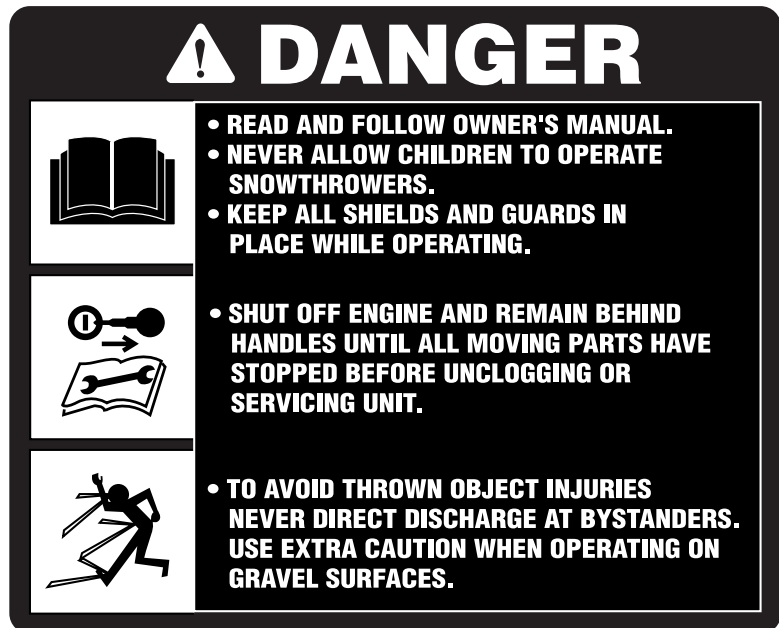 DANGER
• READ AND FOLLOW OWNER'S MANUAL.
• NEVER ALLOW CHILDREN TO OPERATE
SNOWTHROWERS.
• KEEP ALL SHIELDS AND GUARDS IN
PLACE WHILE OPERATING.
• SHUT OFF ENGINE AND REMAIN BEHIND
HANDLES UNTIL ALL MOVING PARTS HAVE
STOPPED BEFORE UNCLOGGING OR
SERVICING UNIT.
• TO AVOID THROWN OBJECT INJURIES
NEVER DIRECT DISCHARGE AT BYSTANDERS.
USE EXTRA CAUTION WHEN OPERATING ON
GRAVEL SURFACES.